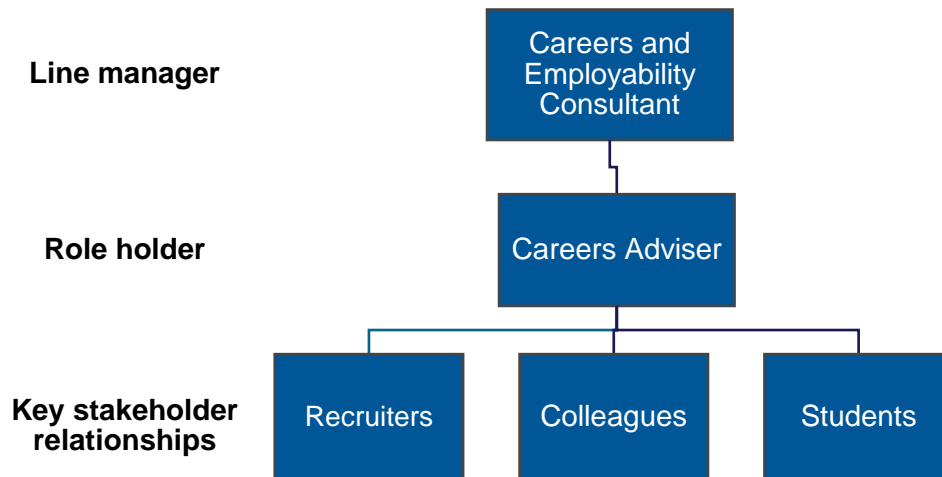 Line manager
Careers and
Employability
Consultant
Role holder
Careers Adviser
Key stakeholder
relationships
Recruiters
Colleagues
Students